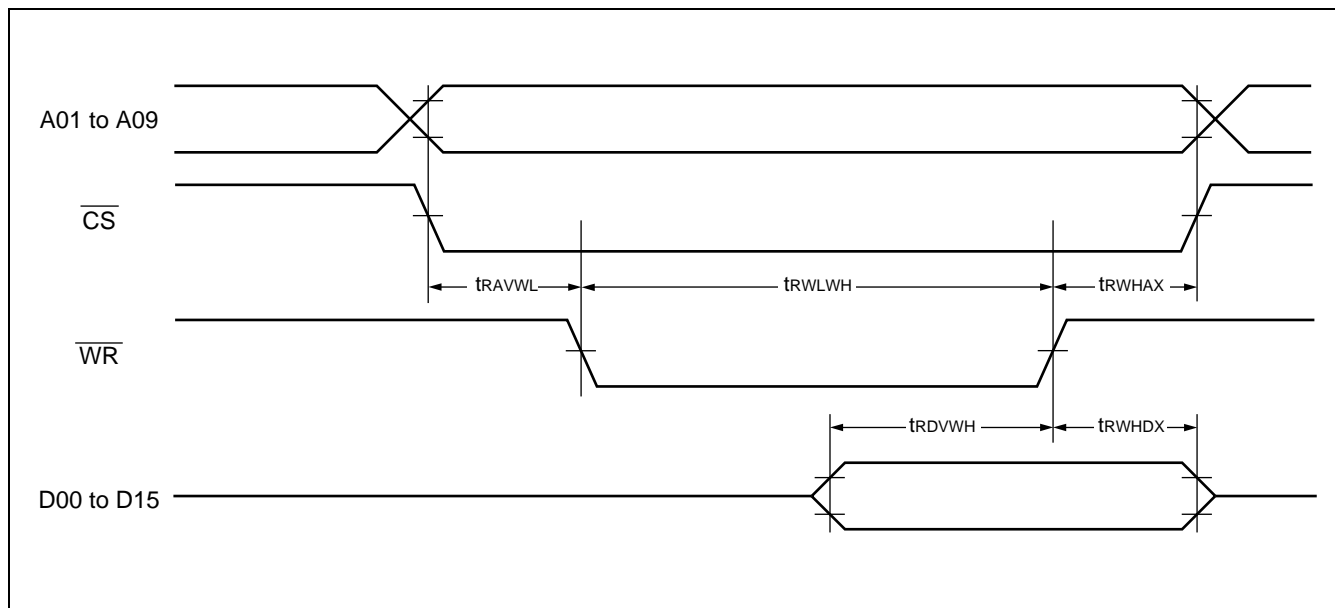 A01 to A09
CS
tRAVWL tRWLWH tRWHAX
WR
tRDVWH tRWHDX
D00 to D15